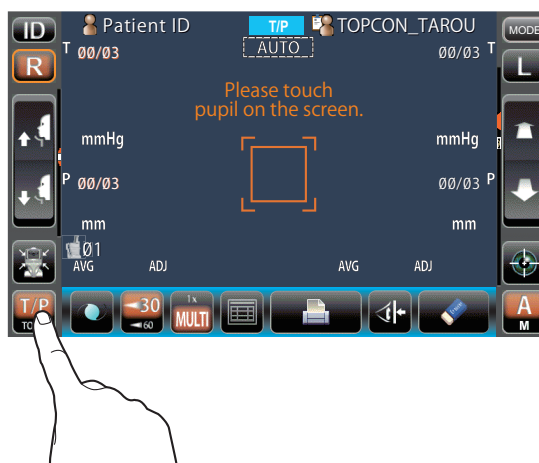 ID Patient ID T/P TOPCON_TAROU MODE
R T 00/03 AUTO 00/03 T L
Please touch
pupil on the screen.
mmHg mmHg
P 00/03 00/03 P
mm mm
01
AVG ADJ AVG ADJ
T/P 30 1x A
60 MULTI M